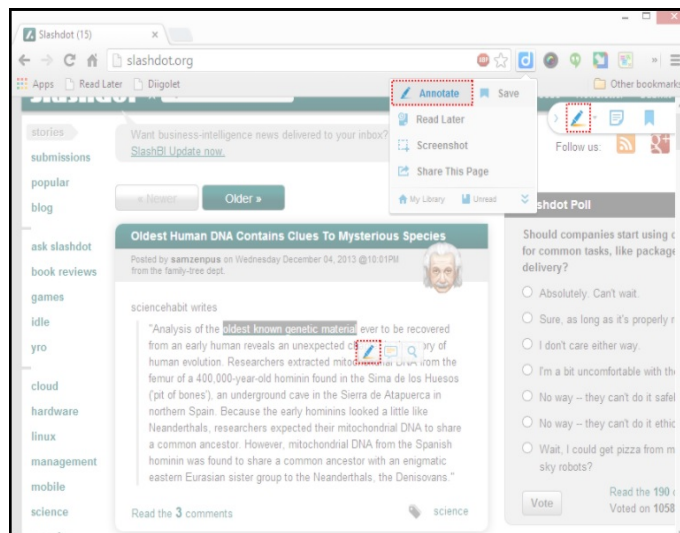 Slashdot (15)
slashdot.org
Apps Read Later Diigolet
Other bookmarks
Annotate Save
Read Later
Screenshot
Share This Page
My Library Unread
stories
submissions
popular
blog
ask slashdot
book reviews
games
idle
yro
cloud
hardware
linux
management
mobile
science
Want business-intelligence news delivered to your inbox?
SlashBI Update now.
« Newer Older »
Oldest Human DNA Contains Clues To Mysterious Species
Posted by samzenpus on Wednesday December 04, 2013 @10:01PM
from the family-tree dept.
sciencehabit writes
"Analysis of the oldest known genetic material ever to be recovered
from an early human reveals an unexpected ry of
human evolution. Researchers extracted mitochondrial DNA from the
femur of a 400,000-year-old hominin found in the Sima de los Huesos
('pit of bones'), an underground cave in the Sierra de Atapuerca in
northern Spain. Because the early hominins looked a little like
Neanderthals, researchers expected their mitochondrial DNA to share
a common ancestor. However, mitochondrial DNA from the Spanish
hominin was found to share a common ancestor with an enigmatic
eastern Eurasian sister group to the Neanderthals, the Denisovans."
Read the 3 comments science
Follow us:
shdot Poll
Should companies start using
for common tasks, like package
delivery?
Absolutely. Can't wait.
Sure, as long as it's properly r
I don't care either way.
I'm a bit uncomfortable with the
No way – they can't do it safel
No way – they can't do it ethic
Wait, I could get pizza from m
sky robots?
Vote
Read the 190
Voted on 1058